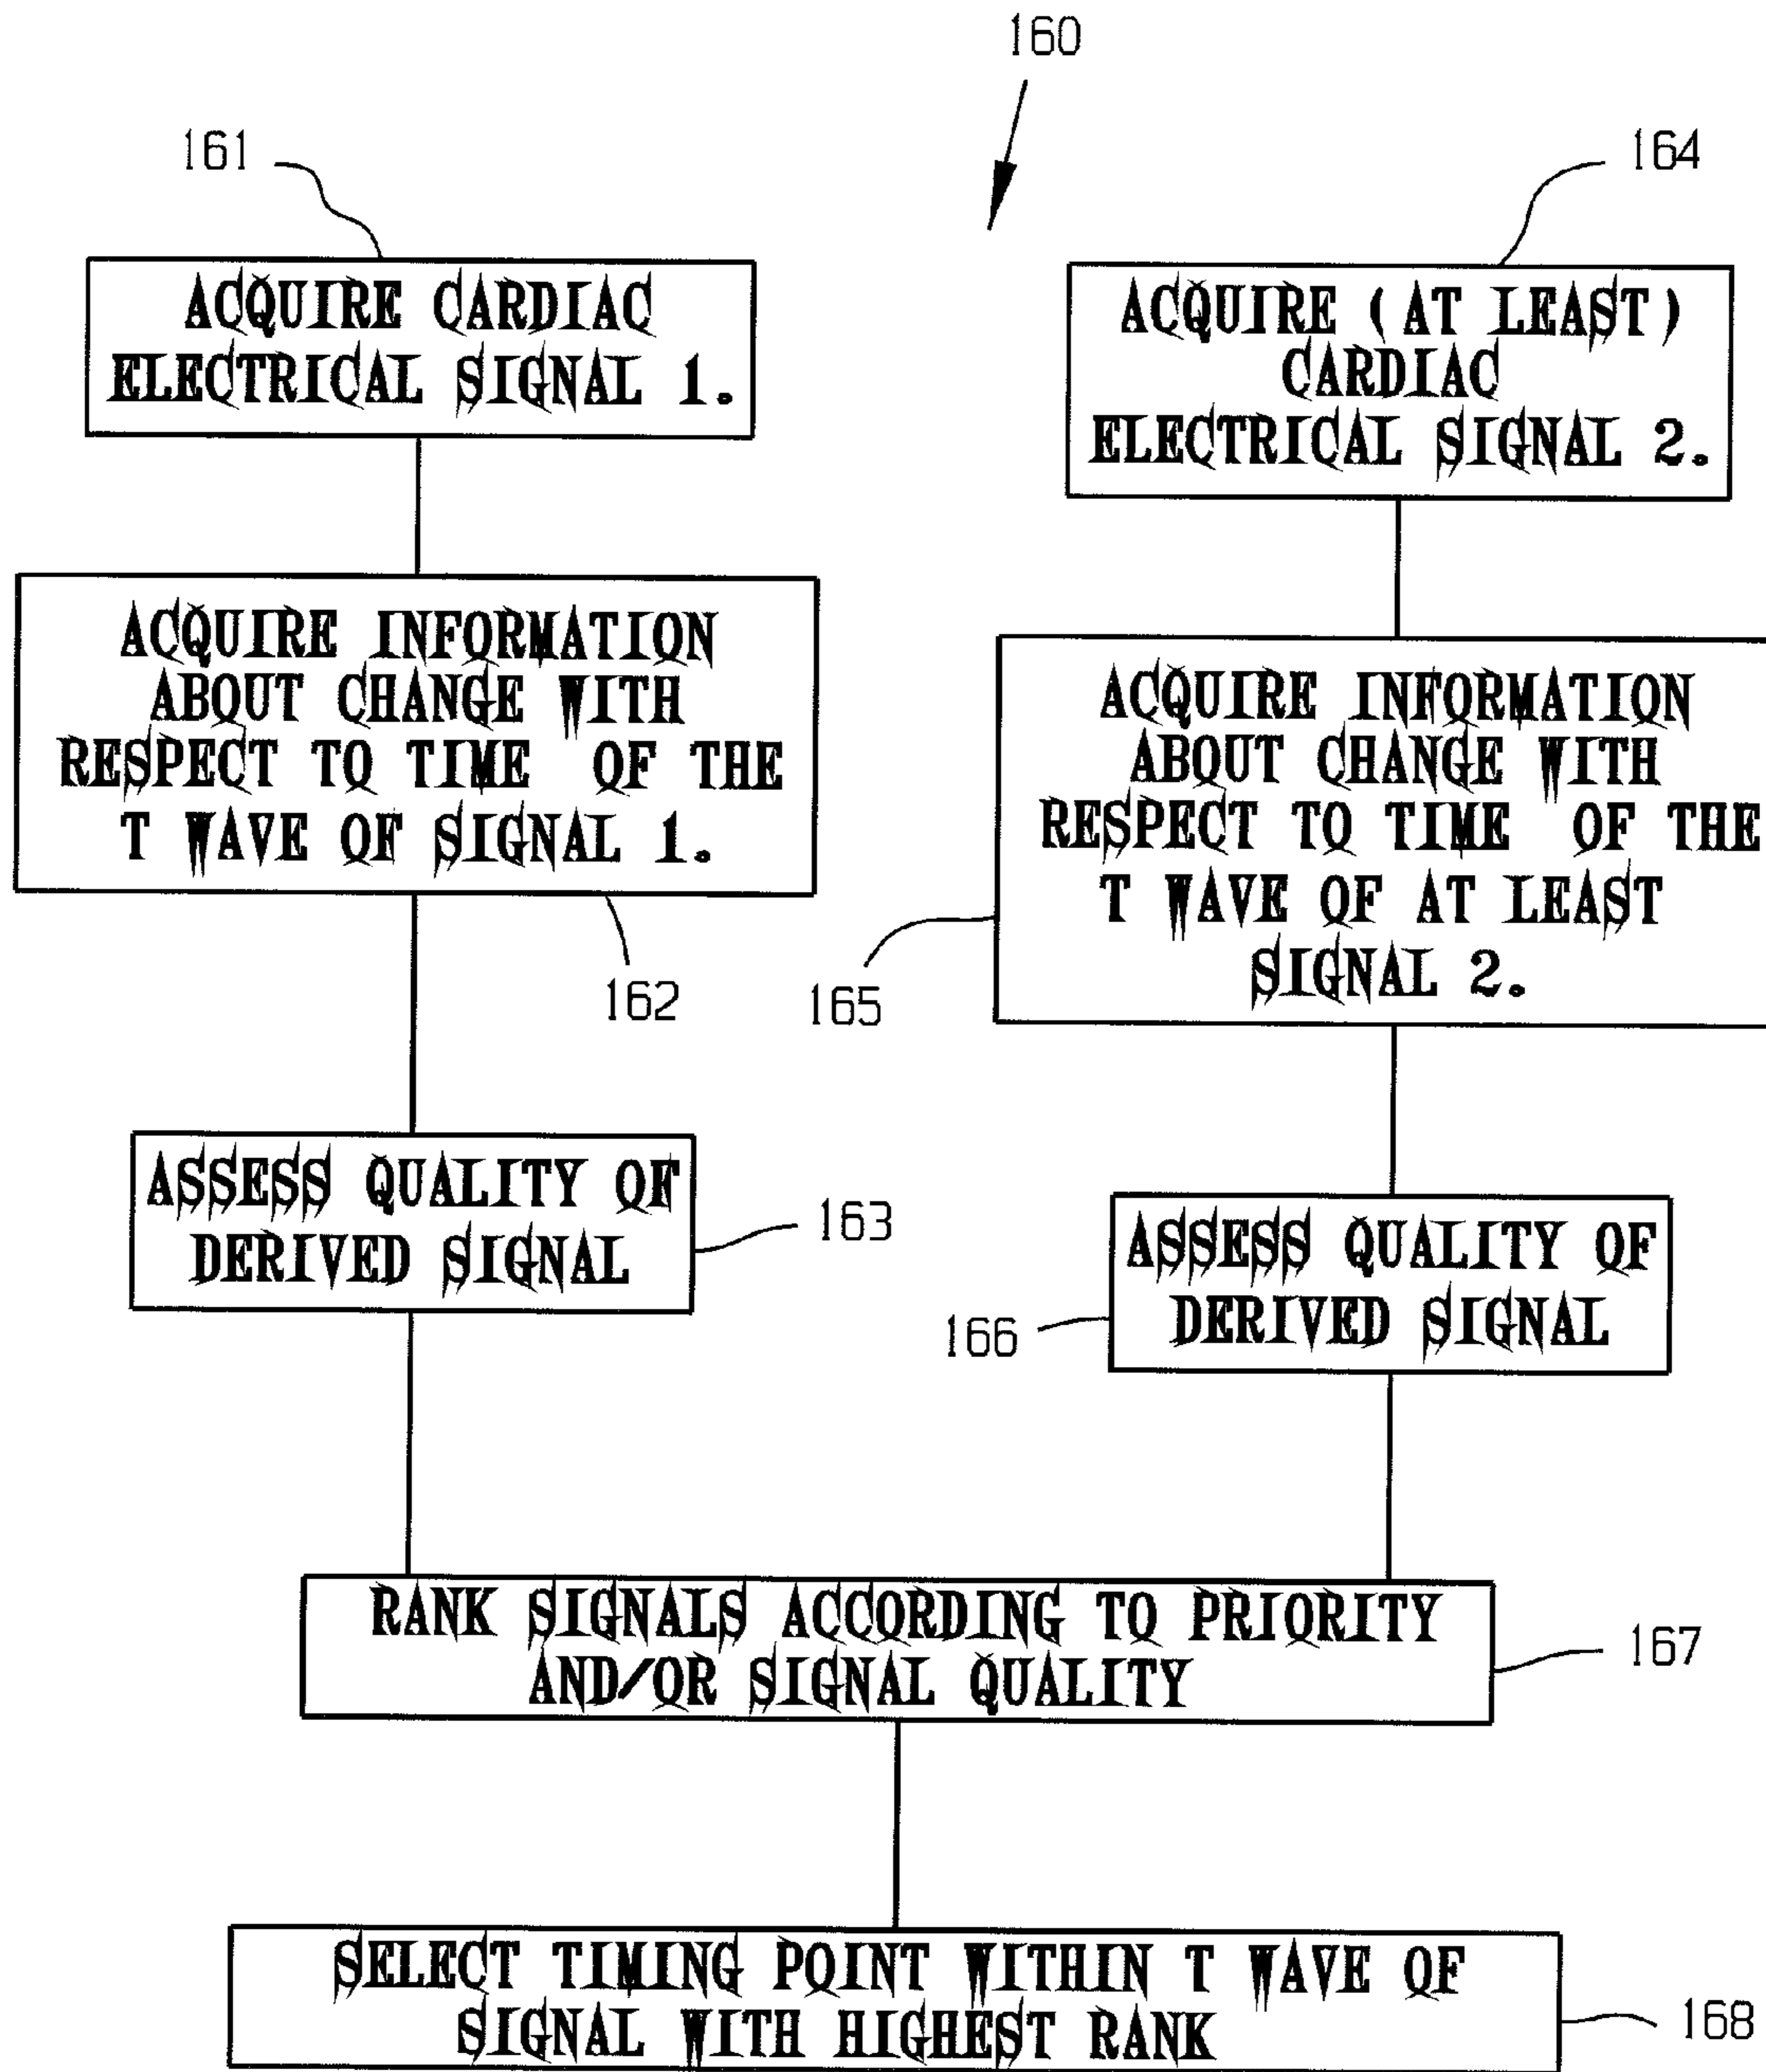 160
161
ACQUIRE CARDIAC
ELECTRICAL SIGNAL 1.
ACQUIRE INFORMATION
ABOUT CHANGE WITH
RESPECT TO TIME OF THE
T WAVE OF SIGNAL 1.
162
ASSESS QUALITY OF
DERIVED SIGNAL
163
164
ACQUIRE (AT LEAST)
CARDIAC
ELECTRICAL SIGNAL 2.
ACQUIRE INFORMATION
ABOUT CHANGE WITH
RESPECT TO TIME OF THE
T WAVE OF AT LEAST
SIGNAL 2.
165
ASSESS QUALITY OF
DERIVED SIGNAL
166
RANK SIGNALS ACCORDING TO PRIORITY
AND/OR SIGNAL QUALITY
167
SELECT TIMING POINT WITHIN T WAVE OF
SIGNAL WITH HIGHEST RANK
168